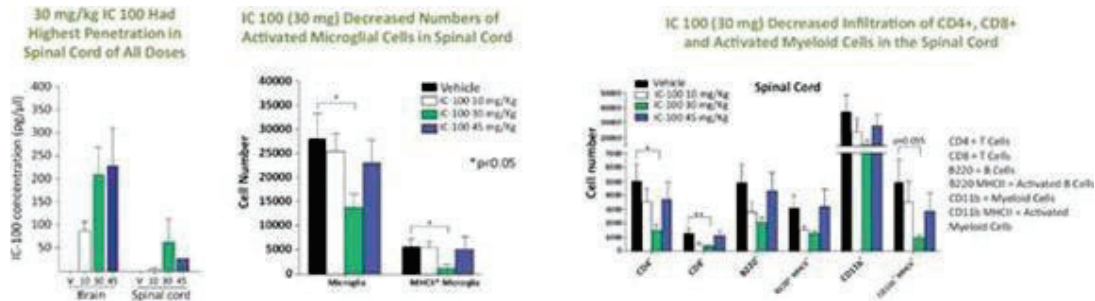 30 mg/kg IC 100 Had
Highest Penetration in
Spinal Cord of All Doses
IC-100 concentration (pg/µl)
400
350
300
250
200
150
100
50
V 10 30 45
V 10 30 45
Brain
Spinal cord
IC 100 (30 mg) Decreased Numbers of
Activated Microglial Cells in Spinal Cord
Cell Number
40000
35000
30000
25000
20000
15000
10000
5000
0
Vehicle
IC-100 10 mg/Kg
IC-100 30 mg/Kg
IC-100 45 mg/Kg
*
*
Microglia
MHCII⁺ Microglia
IC 100 (30 mg) Decreased Infiltration of CD4+, CD8+
and Activated Myeloid Cells in the Spinal Cord
Vehicle
IC-100 10 mg/Kg
IC-100 30 mg/Kg
IC-100 45 mg/Kg
Spinal Cord
Cell number
*
**
CD4⁺
CD8⁺
B220⁺
CD11b⁺
CD4 + T Cells
CD8 + T Cells
B220 = B Cells
B220 MHCII = Activated B Cells
CD11b = Myeloid Cells
CD11b MHCII = Activated
Myeloid Cells